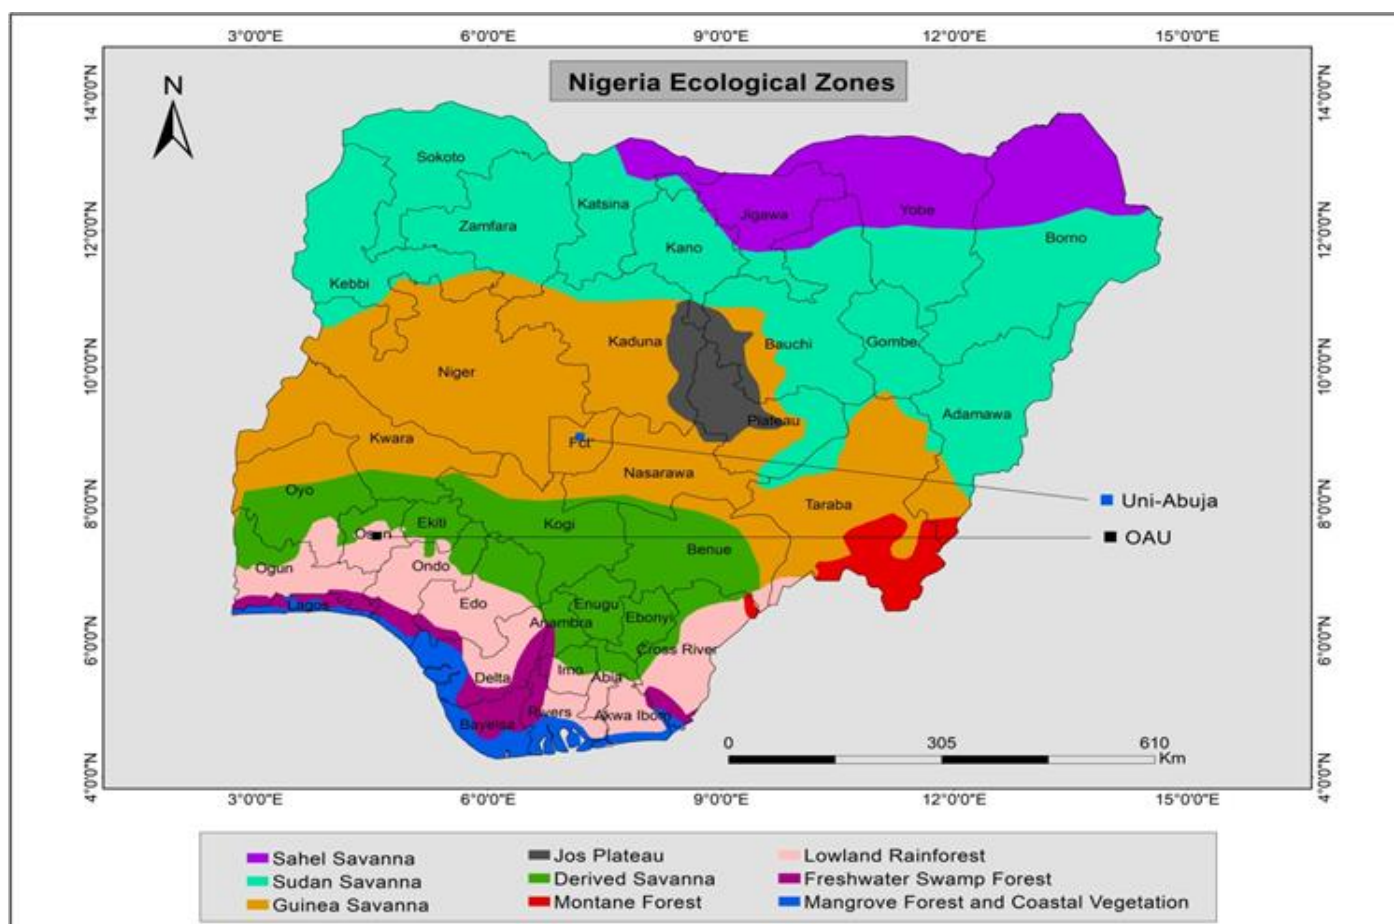 Nigeria Ecological Zones
3°0'0"E 6°0'0"E 9°0'0"E 12°0'0"E 15°0'0"E
14°0'0"N 14°0'0"N
12°0'0"N 12°0'0"N
10°0'0"N 10°0'0"N
8°0'0"N 8°0'0"N
6°0'0"N 6°0'0"N
4°0'0"N 4°0'0"N
N
Sokoto
Katsina
Zamfara
Jigawa
Yobe
Kano
Borno
Kebbi
Kaduna
Bauchi
Gombe
Niger
Adamawa
Plateau
Kwara
Fct
Nasarawa
Oyo
Taraba
Uni-Abuja
Ekiti
Kogi
Osun
OAU
Benue
Ogun
Ondo
Lagos
Edo
Enugu
Ebonyi
Anambra
Cross River
Delta
Imo
Abia
Bayelsa
Rivers
Akwa Ibom
0 305 610
Km
3°0'0"E 6°0'0"E 9°0'0"E 12°0'0"E 15°0'0"E
Sahel Savanna
Sudan Savanna
Guinea Savanna
Jos Plateau
Derived Savanna
Montane Forest
Lowland Rainforest
Freshwater Swamp Forest
Mangrove Forest and Coastal Vegetation